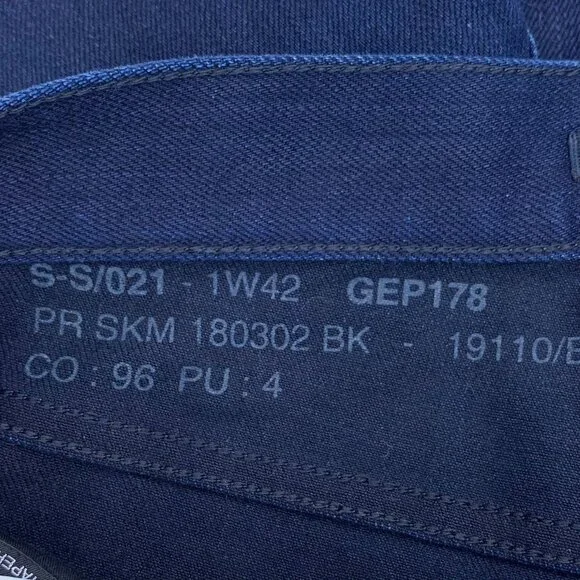 S-S/021 - 1W42 GEP178
PR SKM 180302 BK - 19110/
CO : 96 PU : 4